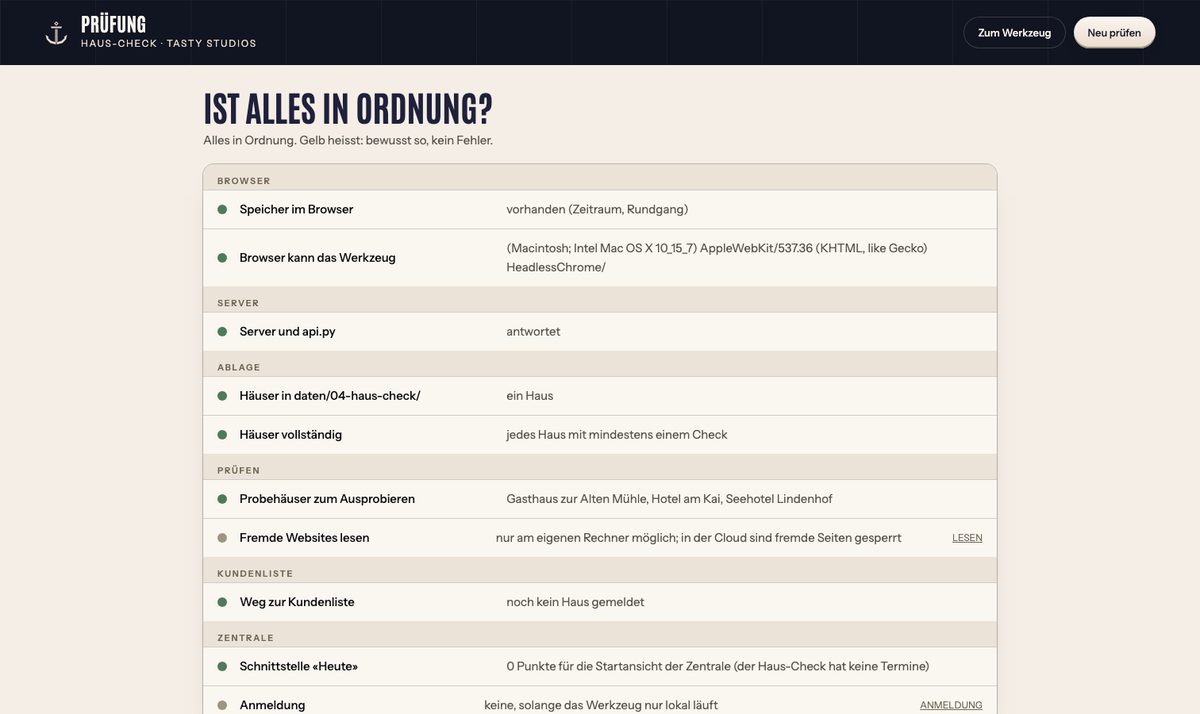 PRÜFUNG
HAUS-CHECK · TASTY STUDIOS
Zum Werkzeug
Neu prüfen
IST ALLES IN ORDNUNG?
Alles in Ordnung. Gelb heisst: bewusst so, kein Fehler.
BROWSER
Speicher im Browser vorhanden (Zeitraum, Rundgang)
Browser kann das Werkzeug (Macintosh; Intel Mac OS X 10_15_7) AppleWebKit/537.36 (KHTML, like Gecko)
HeadlessChrome/
SERVER
Server und api.py antwortet
ABLAGE
Häuser in daten/04-haus-check/ ein Haus
Häuser vollständig jedes Haus mit mindestens einem Check
PRÜFEN
Probehäuser zum Ausprobieren Gasthaus zur Alten Mühle, Hotel am Kai, Seehotel Lindenhof
Fremde Websites lesen nur am eigenen Rechner möglich; in der Cloud sind fremde Seiten gesperrt LESEN
KUNDENLISTE
Weg zur Kundenliste noch kein Haus gemeldet
ZENTRALE
Schnittstelle «Heute» 0 Punkte für die Startansicht der Zentrale (der Haus-Check hat keine Termine)
Anmeldung keine, solange das Werkzeug nur lokal läuft ANMELDUNG